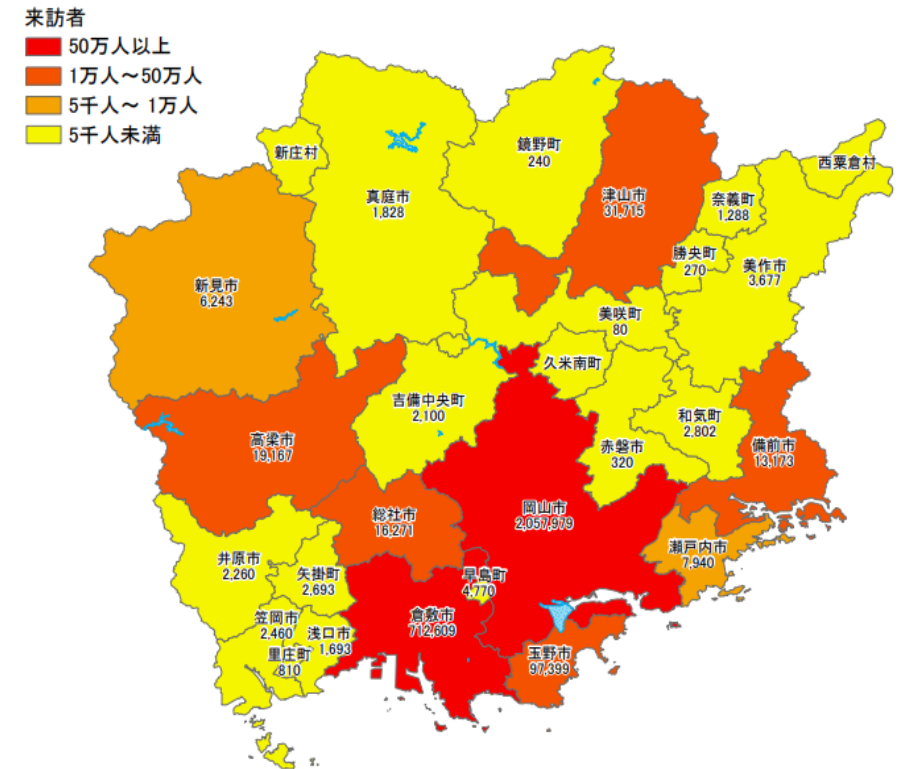 来訪者
50万人以上
1万人～50万人
5千人～ 1万人
5千人未満
新庄村
真庭市
1,828
鏡野町
240
津山市
31,715
奈義町
1,288
西粟倉村
勝央町
270
美作市
3,677
新見市
6,243
美咲町
80
久米南町
吉備中央町
2,100
和気町
2,802
高梁市
19,167
赤磐市
320
備前市
13,173
総社市
16,271
岡山市
2,057,979
瀬戸内市
7,940
井原市
2,260
矢掛町
2,693
早島町
4,770
笠岡市
2,460
浅口市
1,693
倉敷市
712,609
里庄町
810
玉野市
97,399